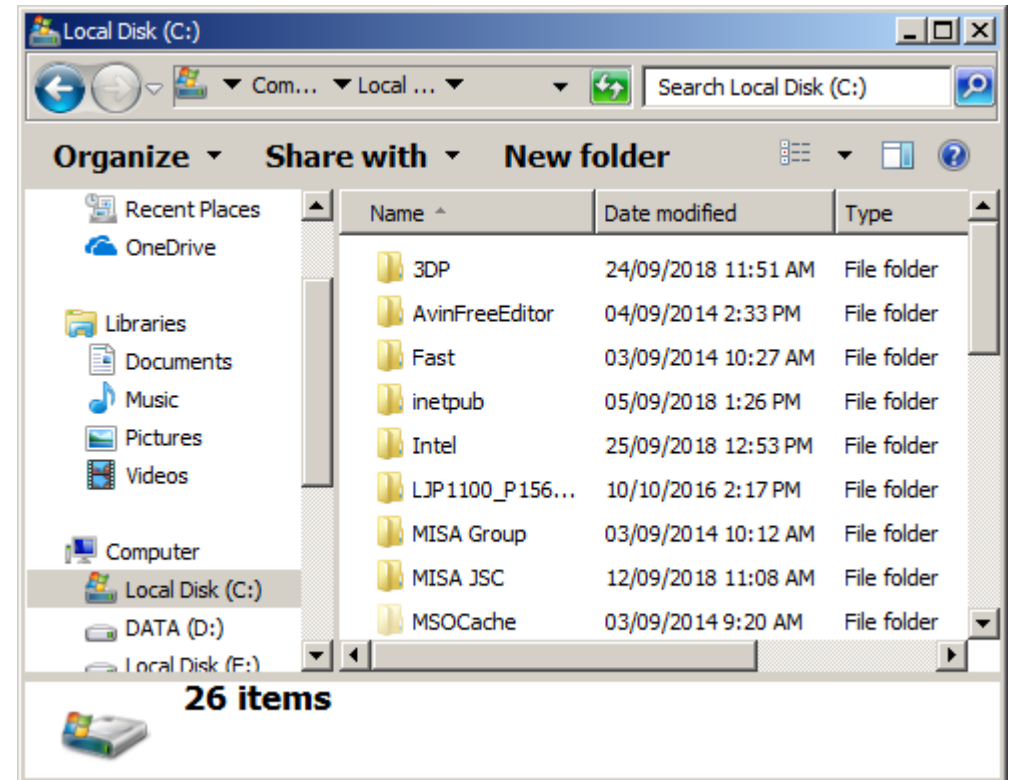 Local Disk (C:)
Com... Local ... Search Local Disk (C:)
Organize Share with New folder
Recent Places
OneDrive
Libraries
Documents
Music
Pictures
Videos
Computer
Local Disk (C:)
DATA (D:)
Local Disk (E:)
Name Date modified Type
3DP 24/09/2018 11:51 AM File folder
AvinFreeEditor 04/09/2014 2:33 PM File folder
Fast 03/09/2014 10:27 AM File folder
inetpub 05/09/2018 1:26 PM File folder
Intel 25/09/2018 12:53 PM File folder
LJP1100_P156... 10/10/2016 2:17 PM File folder
MISA Group 03/09/2014 10:12 AM File folder
MISA JSC 12/09/2018 11:08 AM File folder
MSOCache 03/09/2014 9:20 AM File folder
26 items